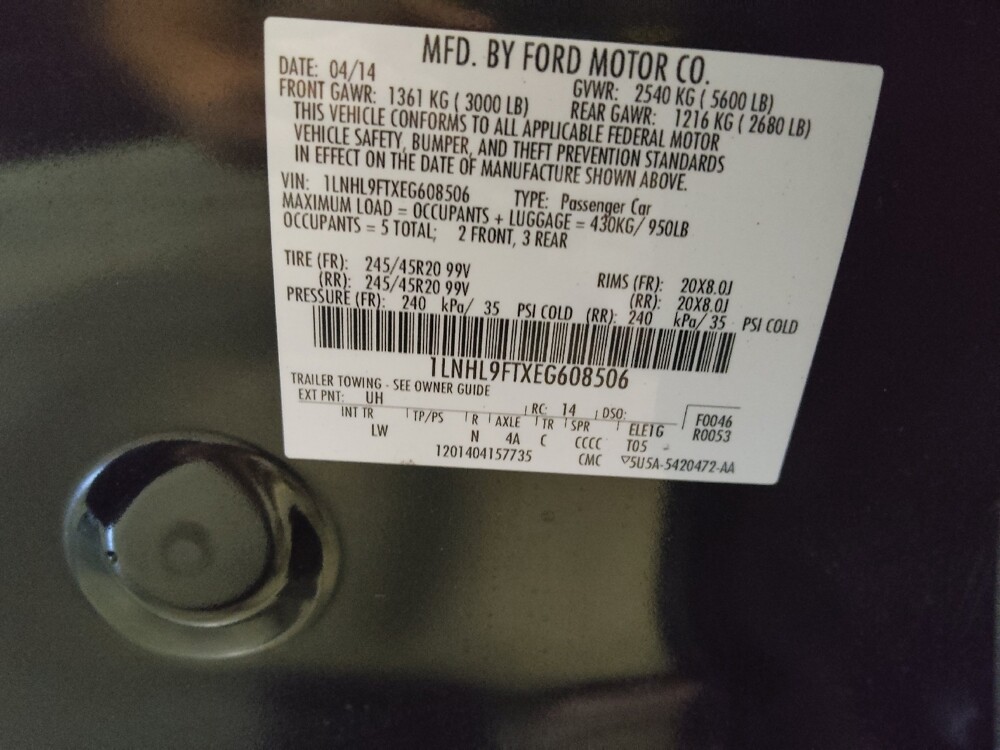 MFD. BY FORD MOTOR CO.
DATE: 04/14 GVWR: 2540 KG ( 5600 LB)
FRONT GAWR: 1361 KG ( 3000 LB) REAR GAWR: 1216 KG ( 2680 LB)
THIS VEHICLE CONFORMS TO ALL APPLICABLE FEDERAL MOTOR
VEHICLE SAFETY, BUMPER, AND THEFT PREVENTION STANDARDS
IN EFFECT ON THE DATE OF MANUFACTURE SHOWN ABOVE.
VIN: 1LNHL9FTXEG608506 TYPE: Passenger Car
MAXIMUM LOAD = OCCUPANTS + LUGGAGE = 430KG/ 950LB
OCCUPANTS = 5 TOTAL; 2 FRONT, 3 REAR
TIRE (FR): 245/45R20 99V RIMS (FR): 20X8.0J
(RR): 245/45R20 99V (RR): 20X8.0J
PRESSURE (FR): 240 kPa/ 35 PSI COLD (RR): 240 kPa/ 35 PSI COLD
1LNHL9FTXEG608506
TRAILER TOWING - SEE OWNER GUIDE
EXT PNT: UH RC: 14 DSO: F0046
INT TR TP/PS R AXLE TR SPR ELE1G R0053
LW N 4A C CCCC T05
1201404157735 CMC ▽5U5A-5420472-AA